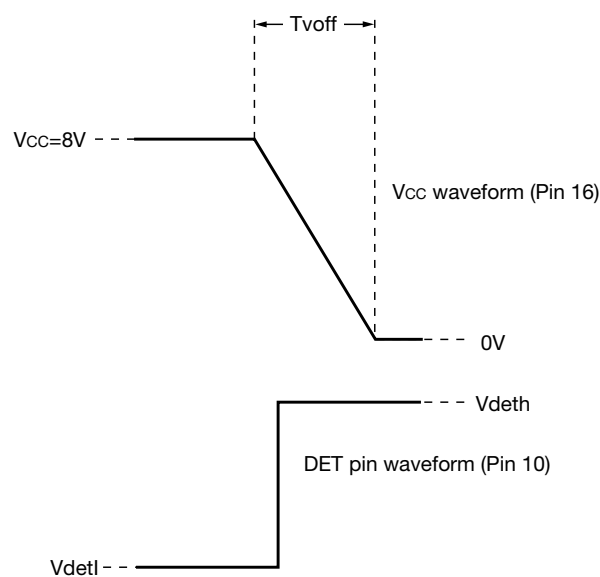 Tvoff
VCC=8V
VCC waveform (Pin 16)
0V
Vdeth
DET pin waveform (Pin 10)
Vdetl